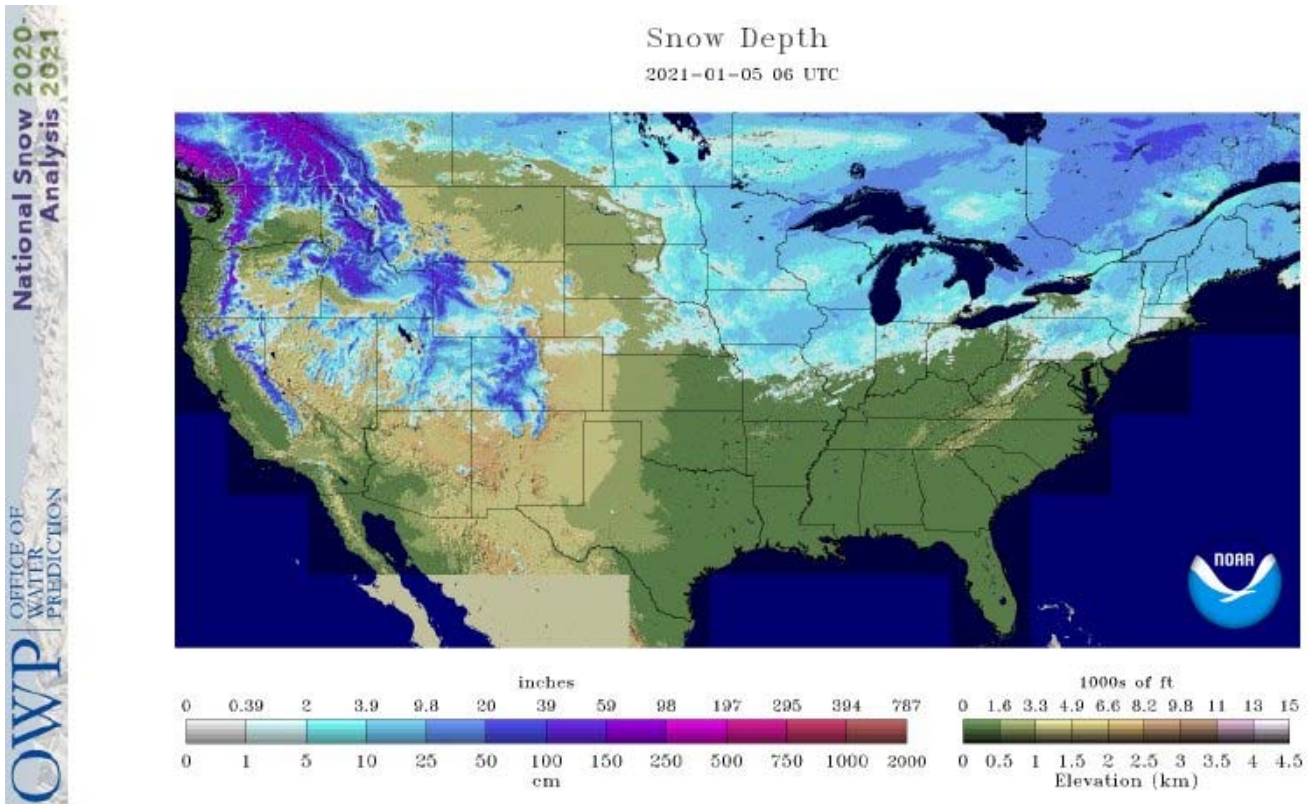 National Snow 2020-
Analysis 2021
OWP OFFICE OF
WATER
PREDICTION
Snow Depth
2021-01-05 06 UTC
NOAA
inches
0 0.39 2 3.9 9.8 20 39 59 98 197 295 394 787
0 1 5 10 25 50 100 150 250 500 750 1000 2000
cm
1000s of ft
0 1.6 3.3 4.9 6.6 8.2 9.8 11 13 15
0 0.5 1 1.5 2 2.5 3 3.5 4 4.5
Elevation (km)